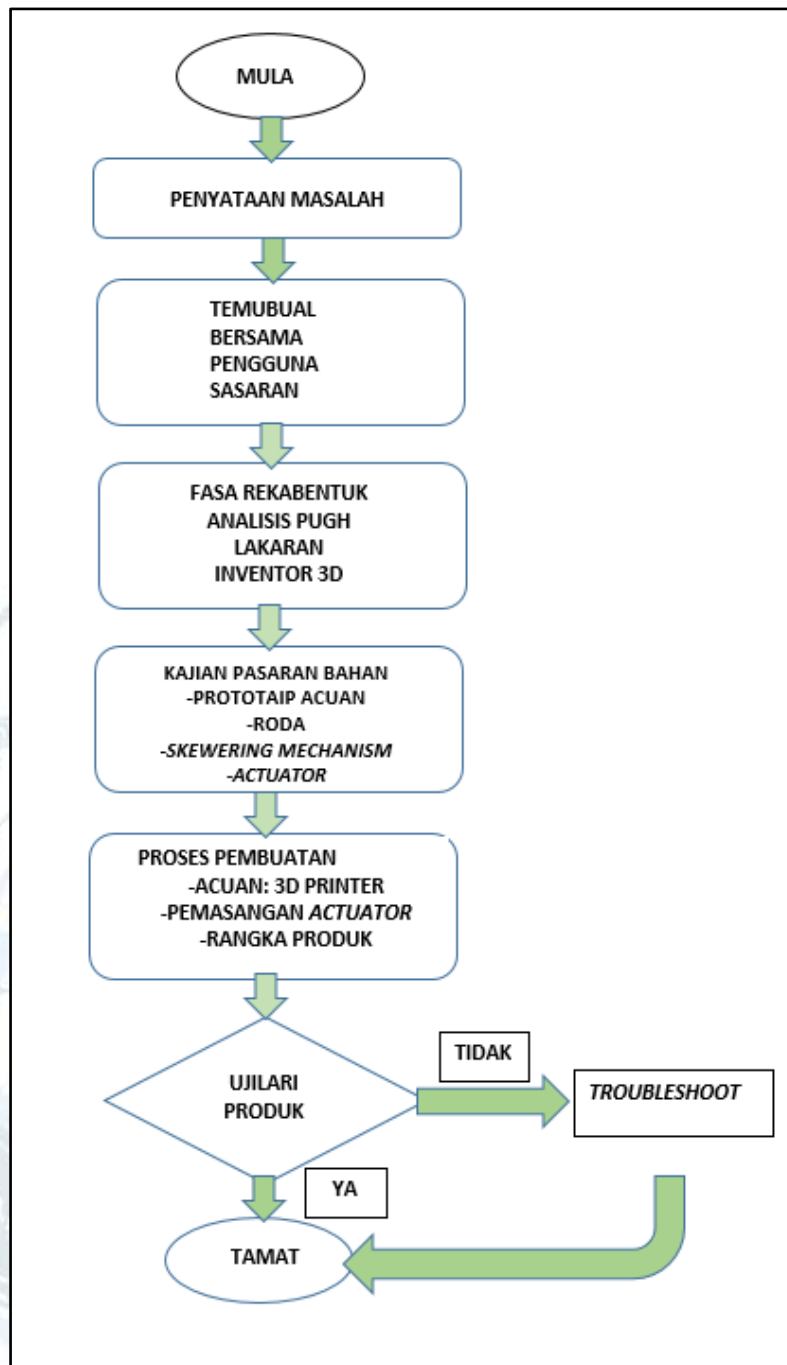 MULA
PENYATAAN MASALAH
TEMUBUAL
BERSAMA
PENGGUNA
SASARAN
FASA REKABENTUK
ANALISIS PUGH
LAKARAN
INVENTOR 3D
KAJIAN PASARAN BAHAN
-PROTOTAIP ACUAN
-RODA
-SKEWERING MECHANISM
-ACTUATOR
PROSES PEMBUATAN
-ACUAN: 3D PRINTER
-PEMASANGAN ACTUATOR
-RANGKA PRODUK
UJILARI
PRODUK
TIDAK
TROUBLESHOOT
YA
TAMAT